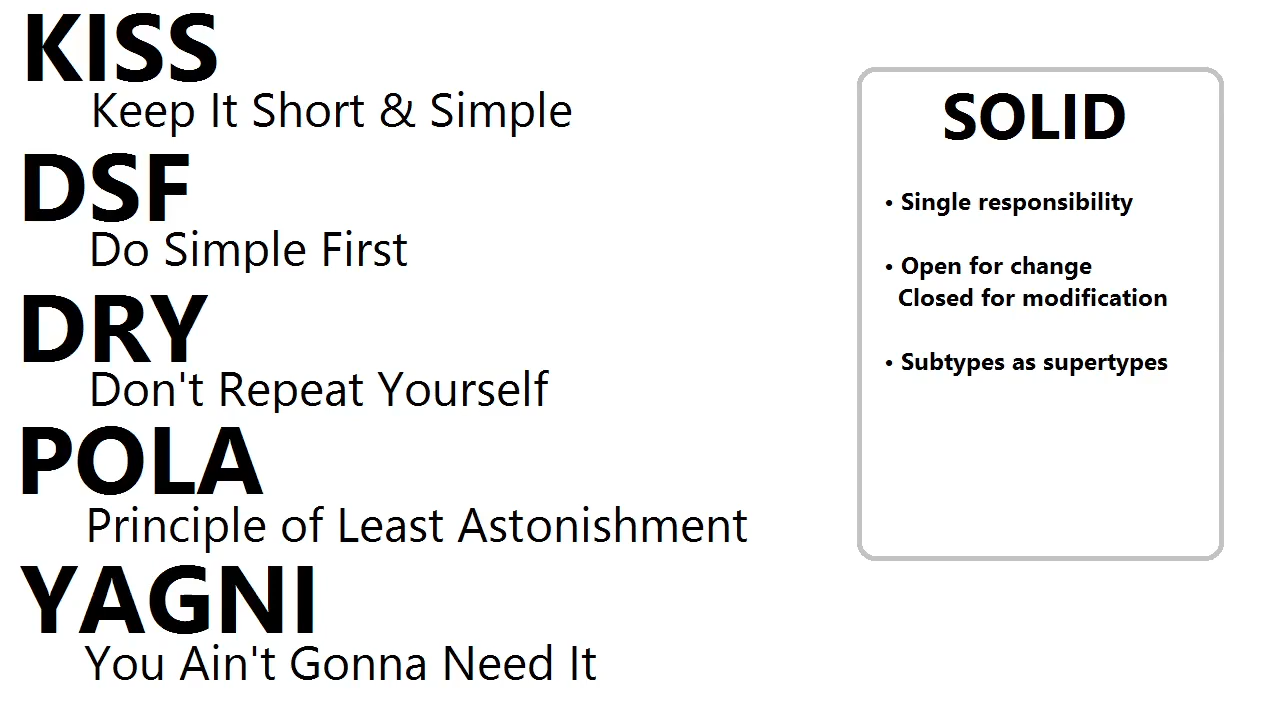 KISS
Keep It Short & Simple
DSF
Do Simple First
DRY
Don't Repeat Yourself
POLA
Principle of Least Astonishment
YAGNI
You Ain't Gonna Need It
SOLID
• Single responsibility
• Open for change
Closed for modification
• Subtypes as supertypes